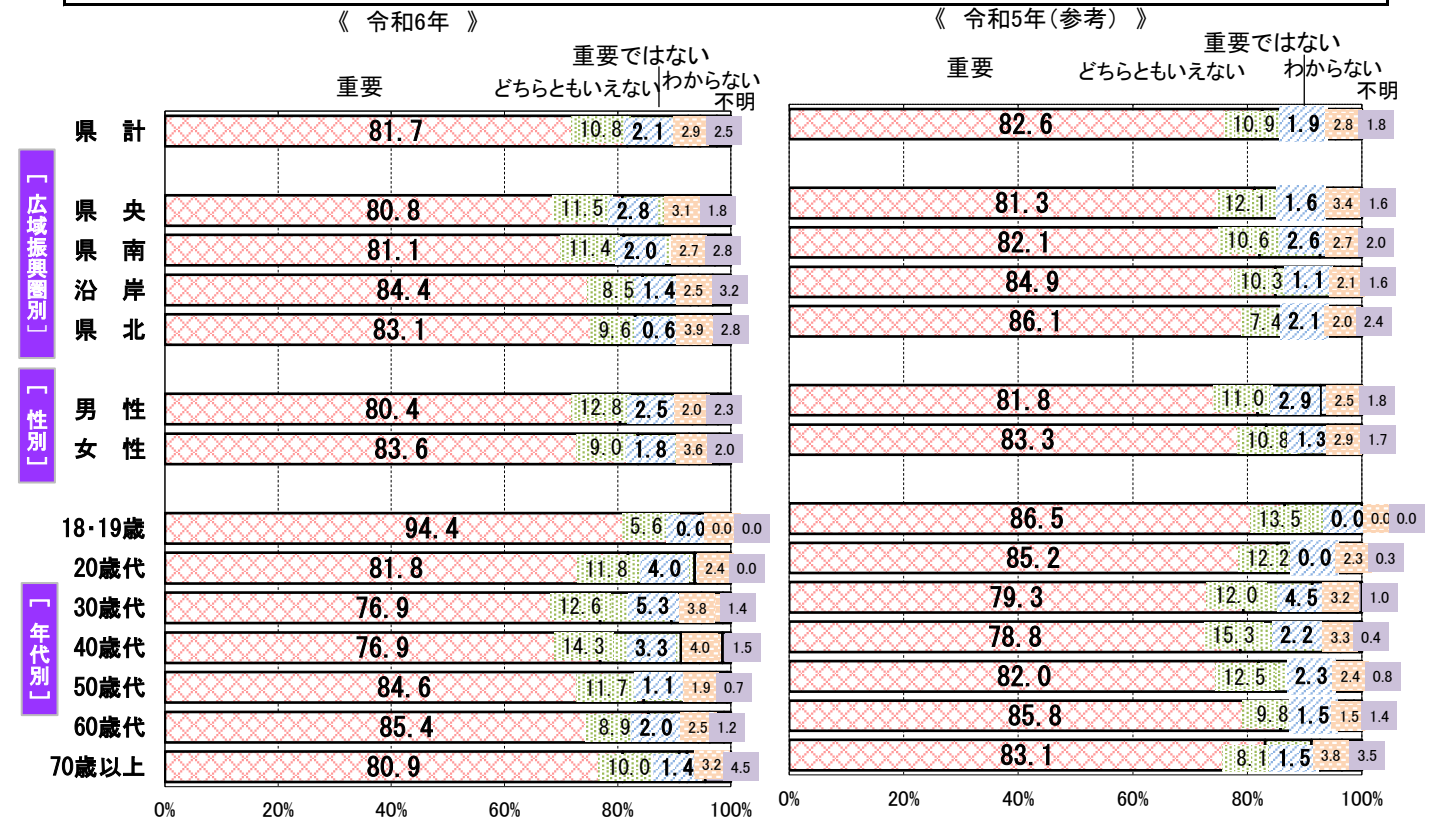 《 令和6年 》
重要ではない
重要 どちらともいえない わからない
不明
県 計 81.7 10.8 2.1 2.9 2.5
[ 広域振興圏別 ]
県 央 80.8 11.5 2.8 3.1 1.8
県 南 81.1 11.4 2.0 2.7 2.8
沿 岸 84.4 8.5 1.4 2.5 3.2
県 北 83.1 9.6 0.6 3.9 2.8
[ 性別 ]
男 性 80.4 12.8 2.5 2.0 2.3
女 性 83.6 9.0 1.8 3.6 2.0
[ 年代別 ]
18・19歳 94.4 5.6 0.0 0.0 0.0
20歳代 81.8 11.8 4.0 2.4 0.0
30歳代 76.9 12.6 5.3 3.8 1.4
40歳代 76.9 14.3 3.3 4.0 1.5
50歳代 84.6 11.7 1.1 1.9 0.7
60歳代 85.4 8.9 2.0 2.5 1.2
70歳以上 80.9 10.0 1.4 3.2 4.5
0% 20% 40% 60% 80% 100%
《 令和5年(参考) 》
重要ではない
重要 どちらともいえない わからない
不明
82.6 10.9 1.9 2.8 1.8
81.3 12.1 1.6 3.4 1.6
82.1 10.6 2.6 2.7 2.0
84.9 10.3 1.1 2.1 1.6
86.1 7.4 2.1 2.0 2.4
81.8 11.0 2.9 2.5 1.8
83.3 10.8 1.3 2.9 1.7
86.5 13.5 0.0 0.0 0.0
85.2 12.2 0.0 2.3 0.3
79.3 12.0 4.5 3.2 1.0
78.8 15.3 2.2 3.3 0.4
82.0 12.5 2.3 2.4 0.8
85.8 9.8 1.5 1.5 1.4
83.1 8.1 1.5 3.8 3.5
0% 20% 40% 60% 80% 100%